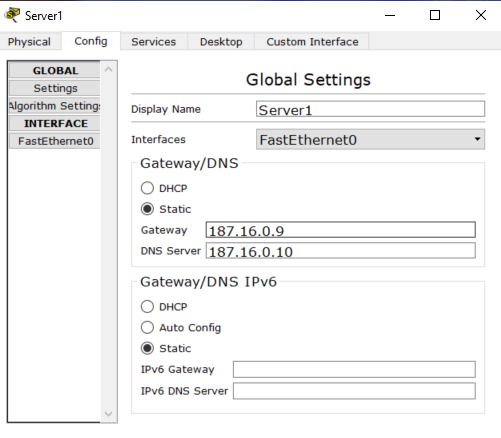 Server1
Physical Config Services Desktop Custom Interface
GLOBAL
Settings
Algorithm Settings
INTERFACE
FastEthernet0
Global Settings
Display Name Server1
Interfaces FastEthernet0
Gateway/DNS
DHCP
Static
Gateway 187.16.0.9
DNS Server 187.16.0.10
Gateway/DNS IPv6
DHCP
Auto Config
Static
IPv6 Gateway
IPv6 DNS Server